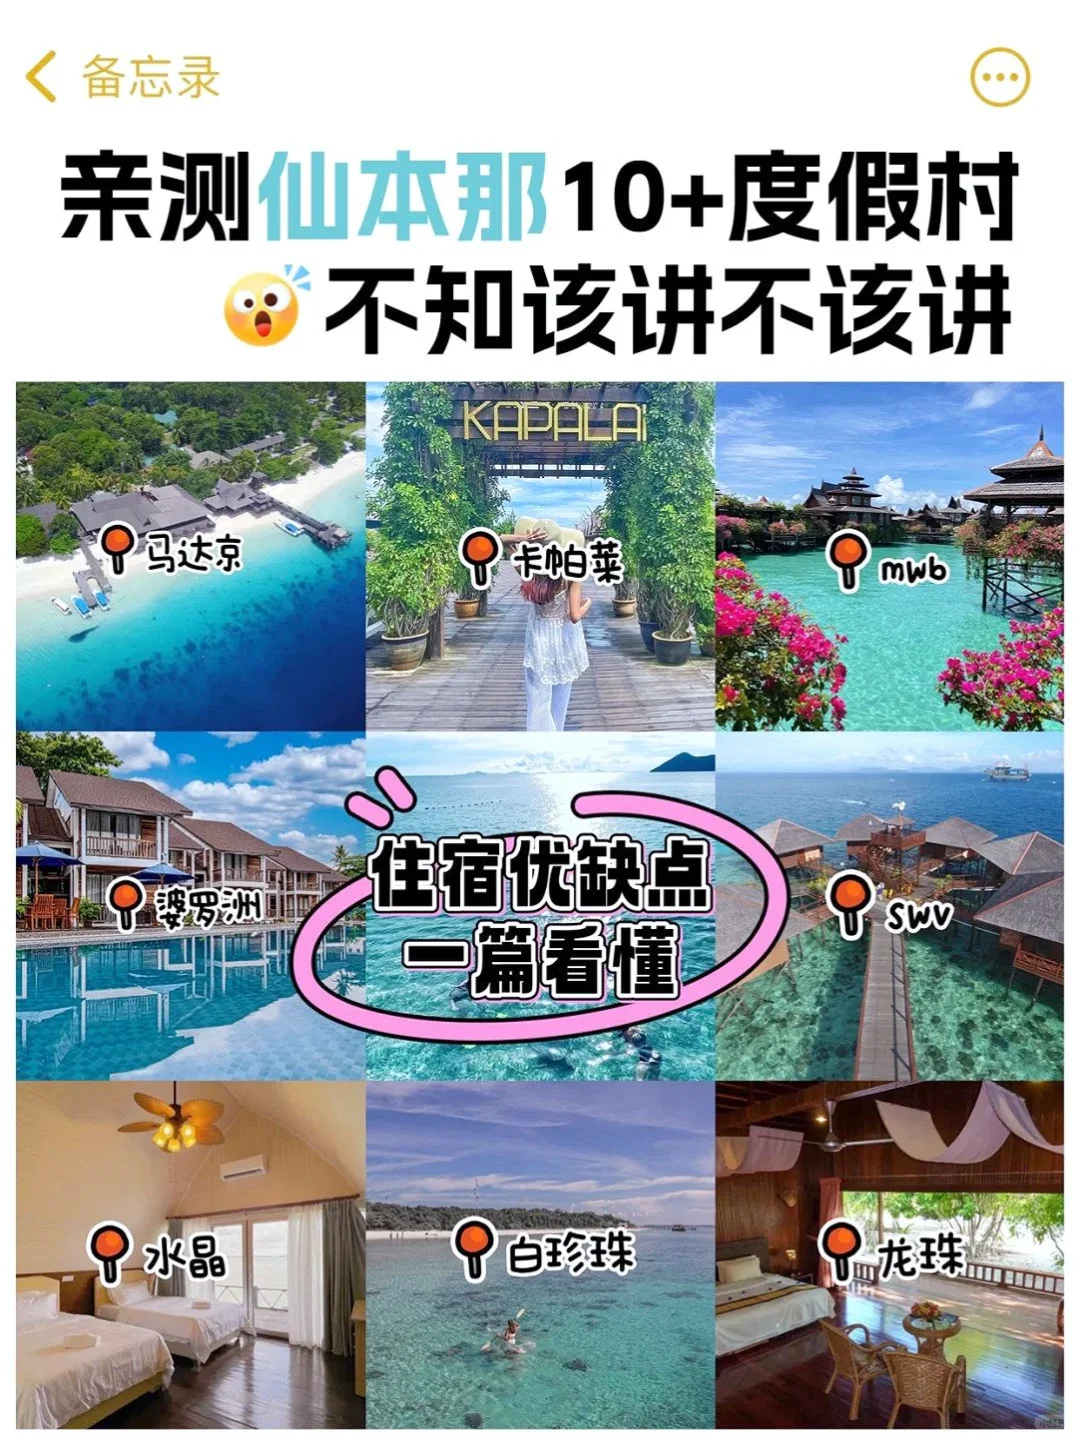 备忘录
亲测仙本那10+度假村
不知该讲不该讲
KAPALAI
马达京
卡帕莱
mwb
住宿优缺点
一篇看懂
婆罗洲
swv
水晶
白珍珠
龙珠